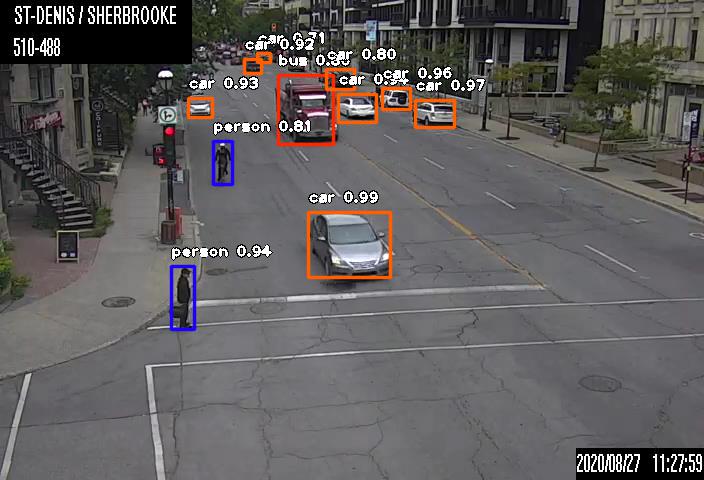 ST-DENIS / SHERBROOKE
510-488
car 0.92
car 0.71
car 0.80
bus 0.80
car 0.96
car 0.93
car 0.97
person 0.81
car 0.99
person 0.94
2020/08/27 11:27:59